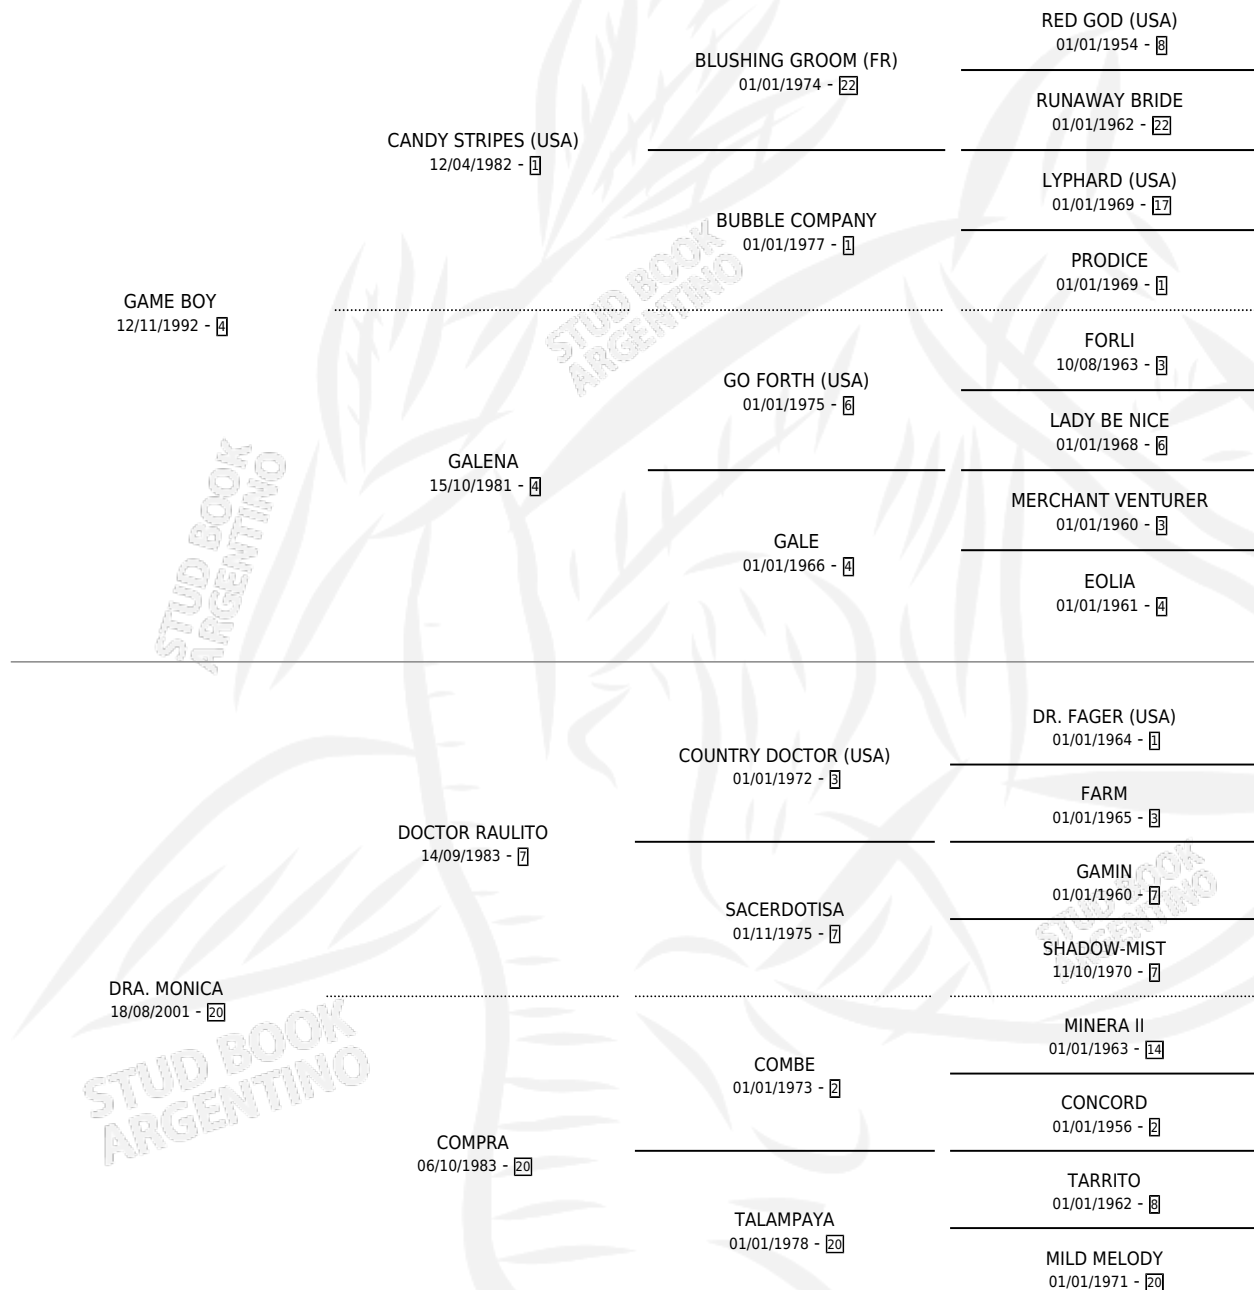 RED GOD (USA)
01/01/1954 - 8
BLUSHING GROOM (FR)
01/01/1974 - 22
RUNAWAY BRIDE
01/01/1962 - 22
CANDY STRIPES (USA)
12/04/1982 - 1
LYPHARD (USA)
01/01/1969 - 17
BUBBLE COMPANY
01/01/1977 - 1
PRODICE
01/01/1969 - 1
GAME BOY
12/11/1992 - 4
FORLI
10/08/1963 - 3
GO FORTH (USA)
01/01/1975 - 6
LADY BE NICE
01/01/1968 - 6
GALENA
15/10/1981 - 4
MERCHANT VENTURER
01/01/1960 - 3
GALE
01/01/1966 - 4
EOLIA
01/01/1961 - 4
DR. FAGER (USA)
01/01/1964 - 1
COUNTRY DOCTOR (USA)
01/01/1972 - 3
FARM
01/01/1965 - 3
DOCTOR RAULITO
14/09/1983 - 7
GAMIN
01/01/1960 - 7
SACERDOTISA
01/11/1975 - 7
SHADOW-MIST
11/10/1970 - 7
DRA. MONICA
18/08/2001 - 20
MINERA II
01/01/1963 - 14
COMBE
01/01/1973 - 2
CONCORD
01/01/1956 - 2
COMPRA
06/10/1983 - 20
TARRITO
01/01/1962 - 8
TALAMPAYA
01/01/1978 - 20
MILD MELODY
01/01/1971 - 20
STUD BOOK
ARGENTINO
STUD BOOK
ARGENTINO
STUD BOOK
ARGENTINO
STUD BOOK
ARGENTINO